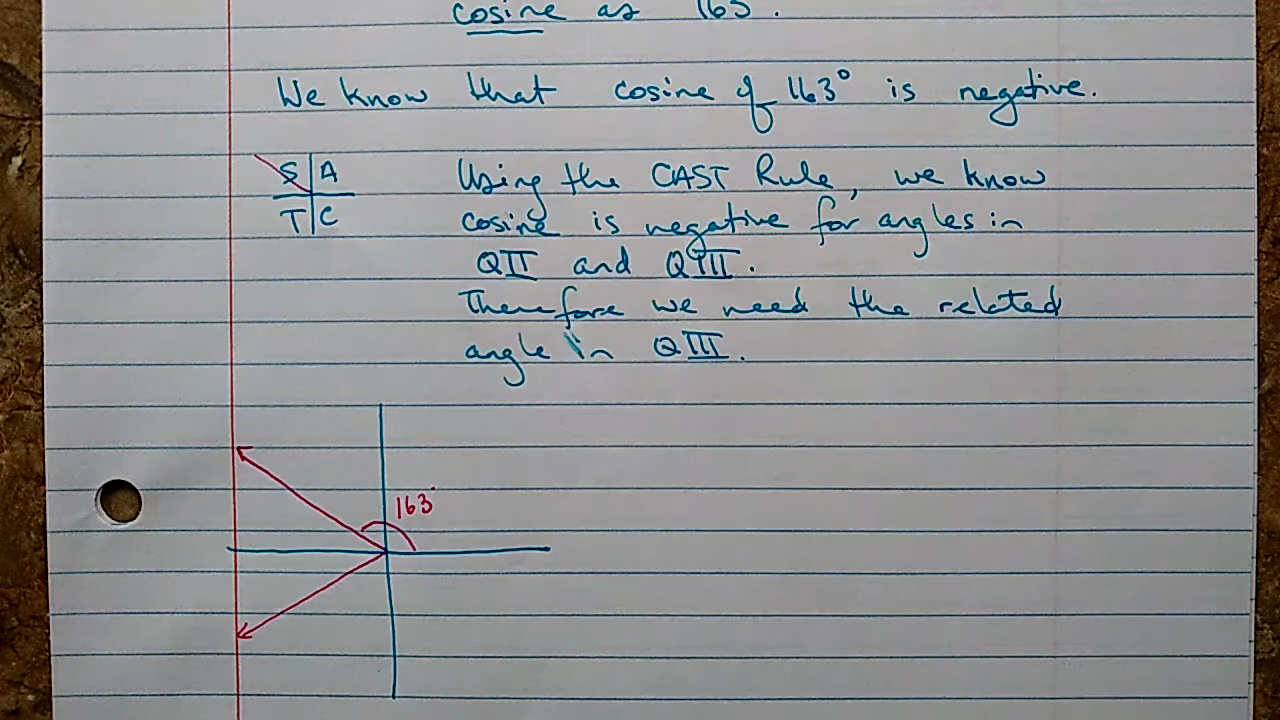 cosine as 163°.
We know that cosine of 163° is negative.
S A
T C
Using the CAST Rule, we know
cosine is negative for angles in
QII and QIII.
Therefore we need the related
angle in QIII.
163°